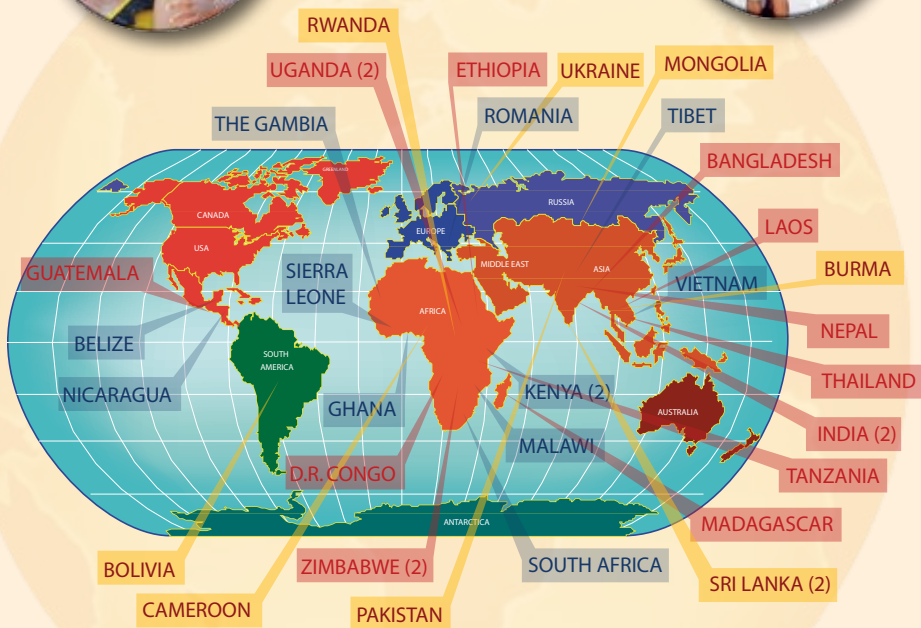 RWANDA
UGANDA (2)
ETHIOPIA
UKRAINE
MONGOLIA
THE GAMBIA
ROMANIA
TIBET
BANGLADESH
GREENLAND
CANADA
RUSSIA
USA
EUROPE
LAOS
GUATEMALA
SIERRA
LEONE
MIDDLE EAST
ASIA
VIETNAM
BURMA
AFRICA
NEPAL
BELIZE
SOUTH
AMERICA
THAILAND
NICARAGUA
GHANA
KENYA (2)
AUSTRALIA
INDIA (2)
MALAWI
D.R. CONGO
TANZANIA
ANTARCTICA
MADAGASCAR
BOLIVIA
ZIMBABWE (2)
SOUTH AFRICA
SRI LANKA (2)
CAMEROON
PAKISTAN